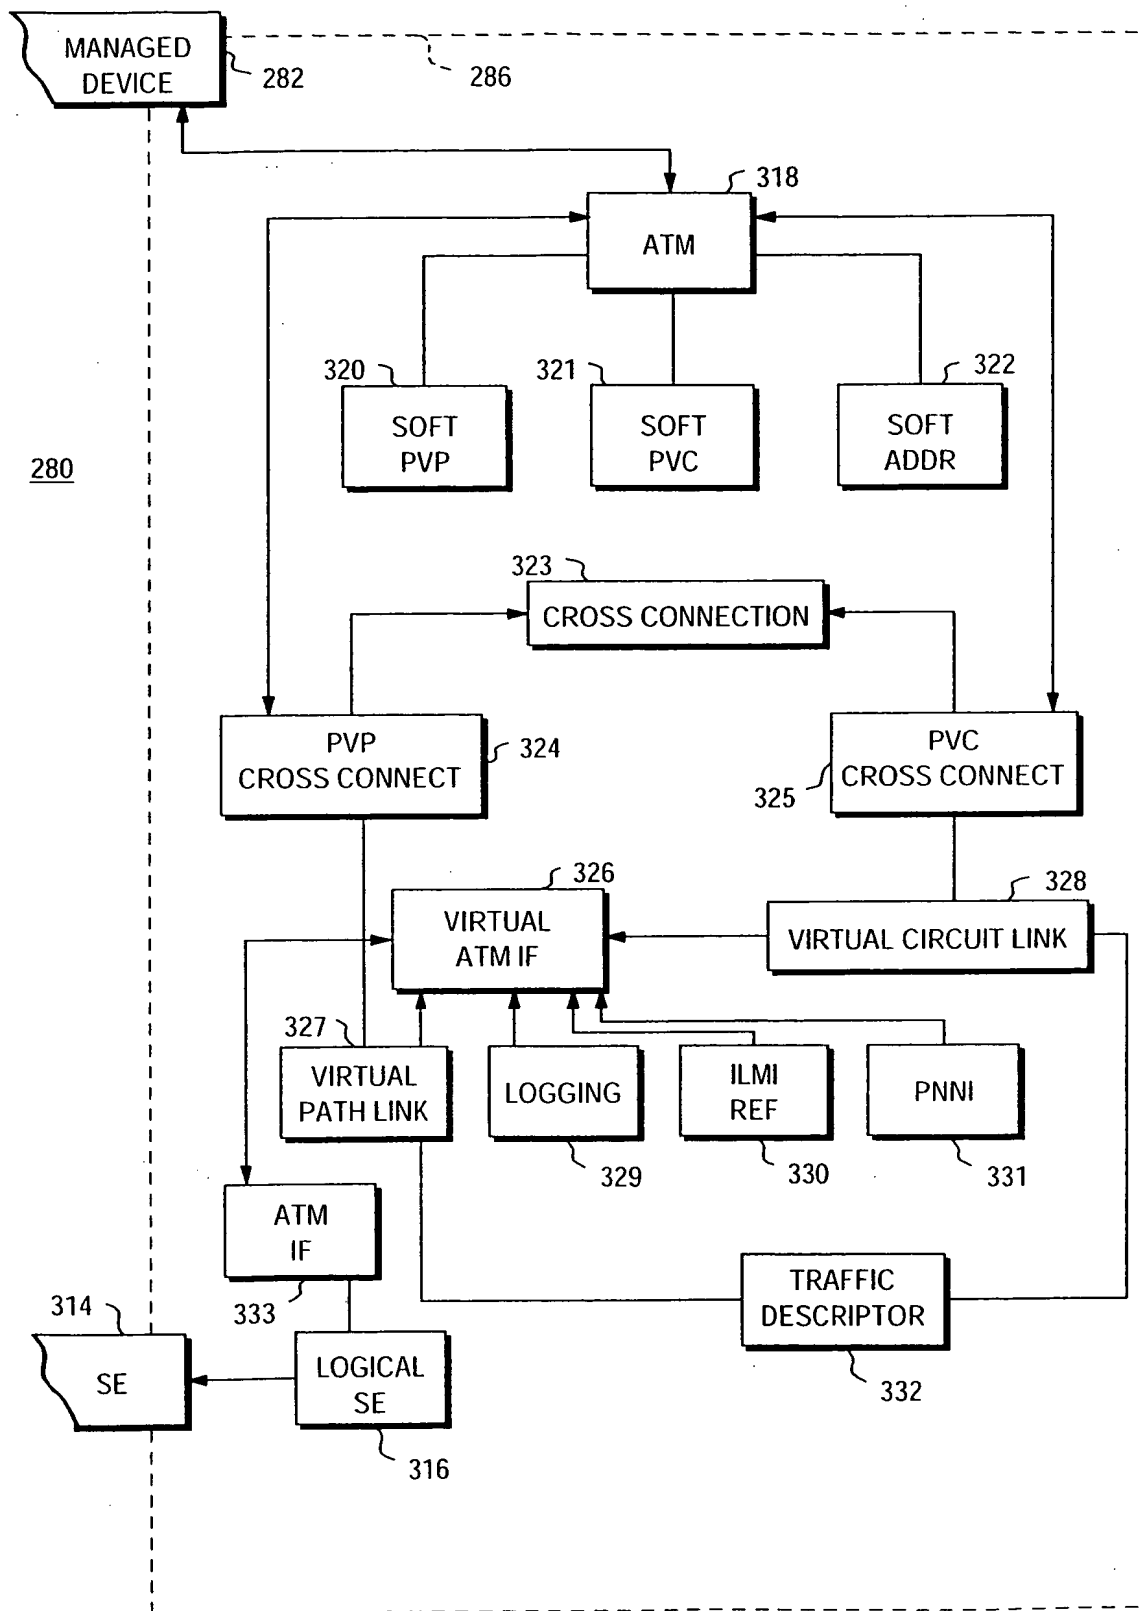 MANAGED
DEVICE
282
286
318
ATM
320
321
322
SOFT
PVP
SOFT
PVC
SOFT
ADDR
280
323
CROSS CONNECTION
PVP
CROSS CONNECT
324
PVC
CROSS CONNECT
325
326
VIRTUAL
ATM IF
328
VIRTUAL CIRCUIT LINK
327
VIRTUAL
PATH LINK
LOGGING
ILMI
REF
PNNI
329
330
331
ATM
IF
333
TRAFFIC
DESCRIPTOR
332
314
SE
LOGICAL
SE
316